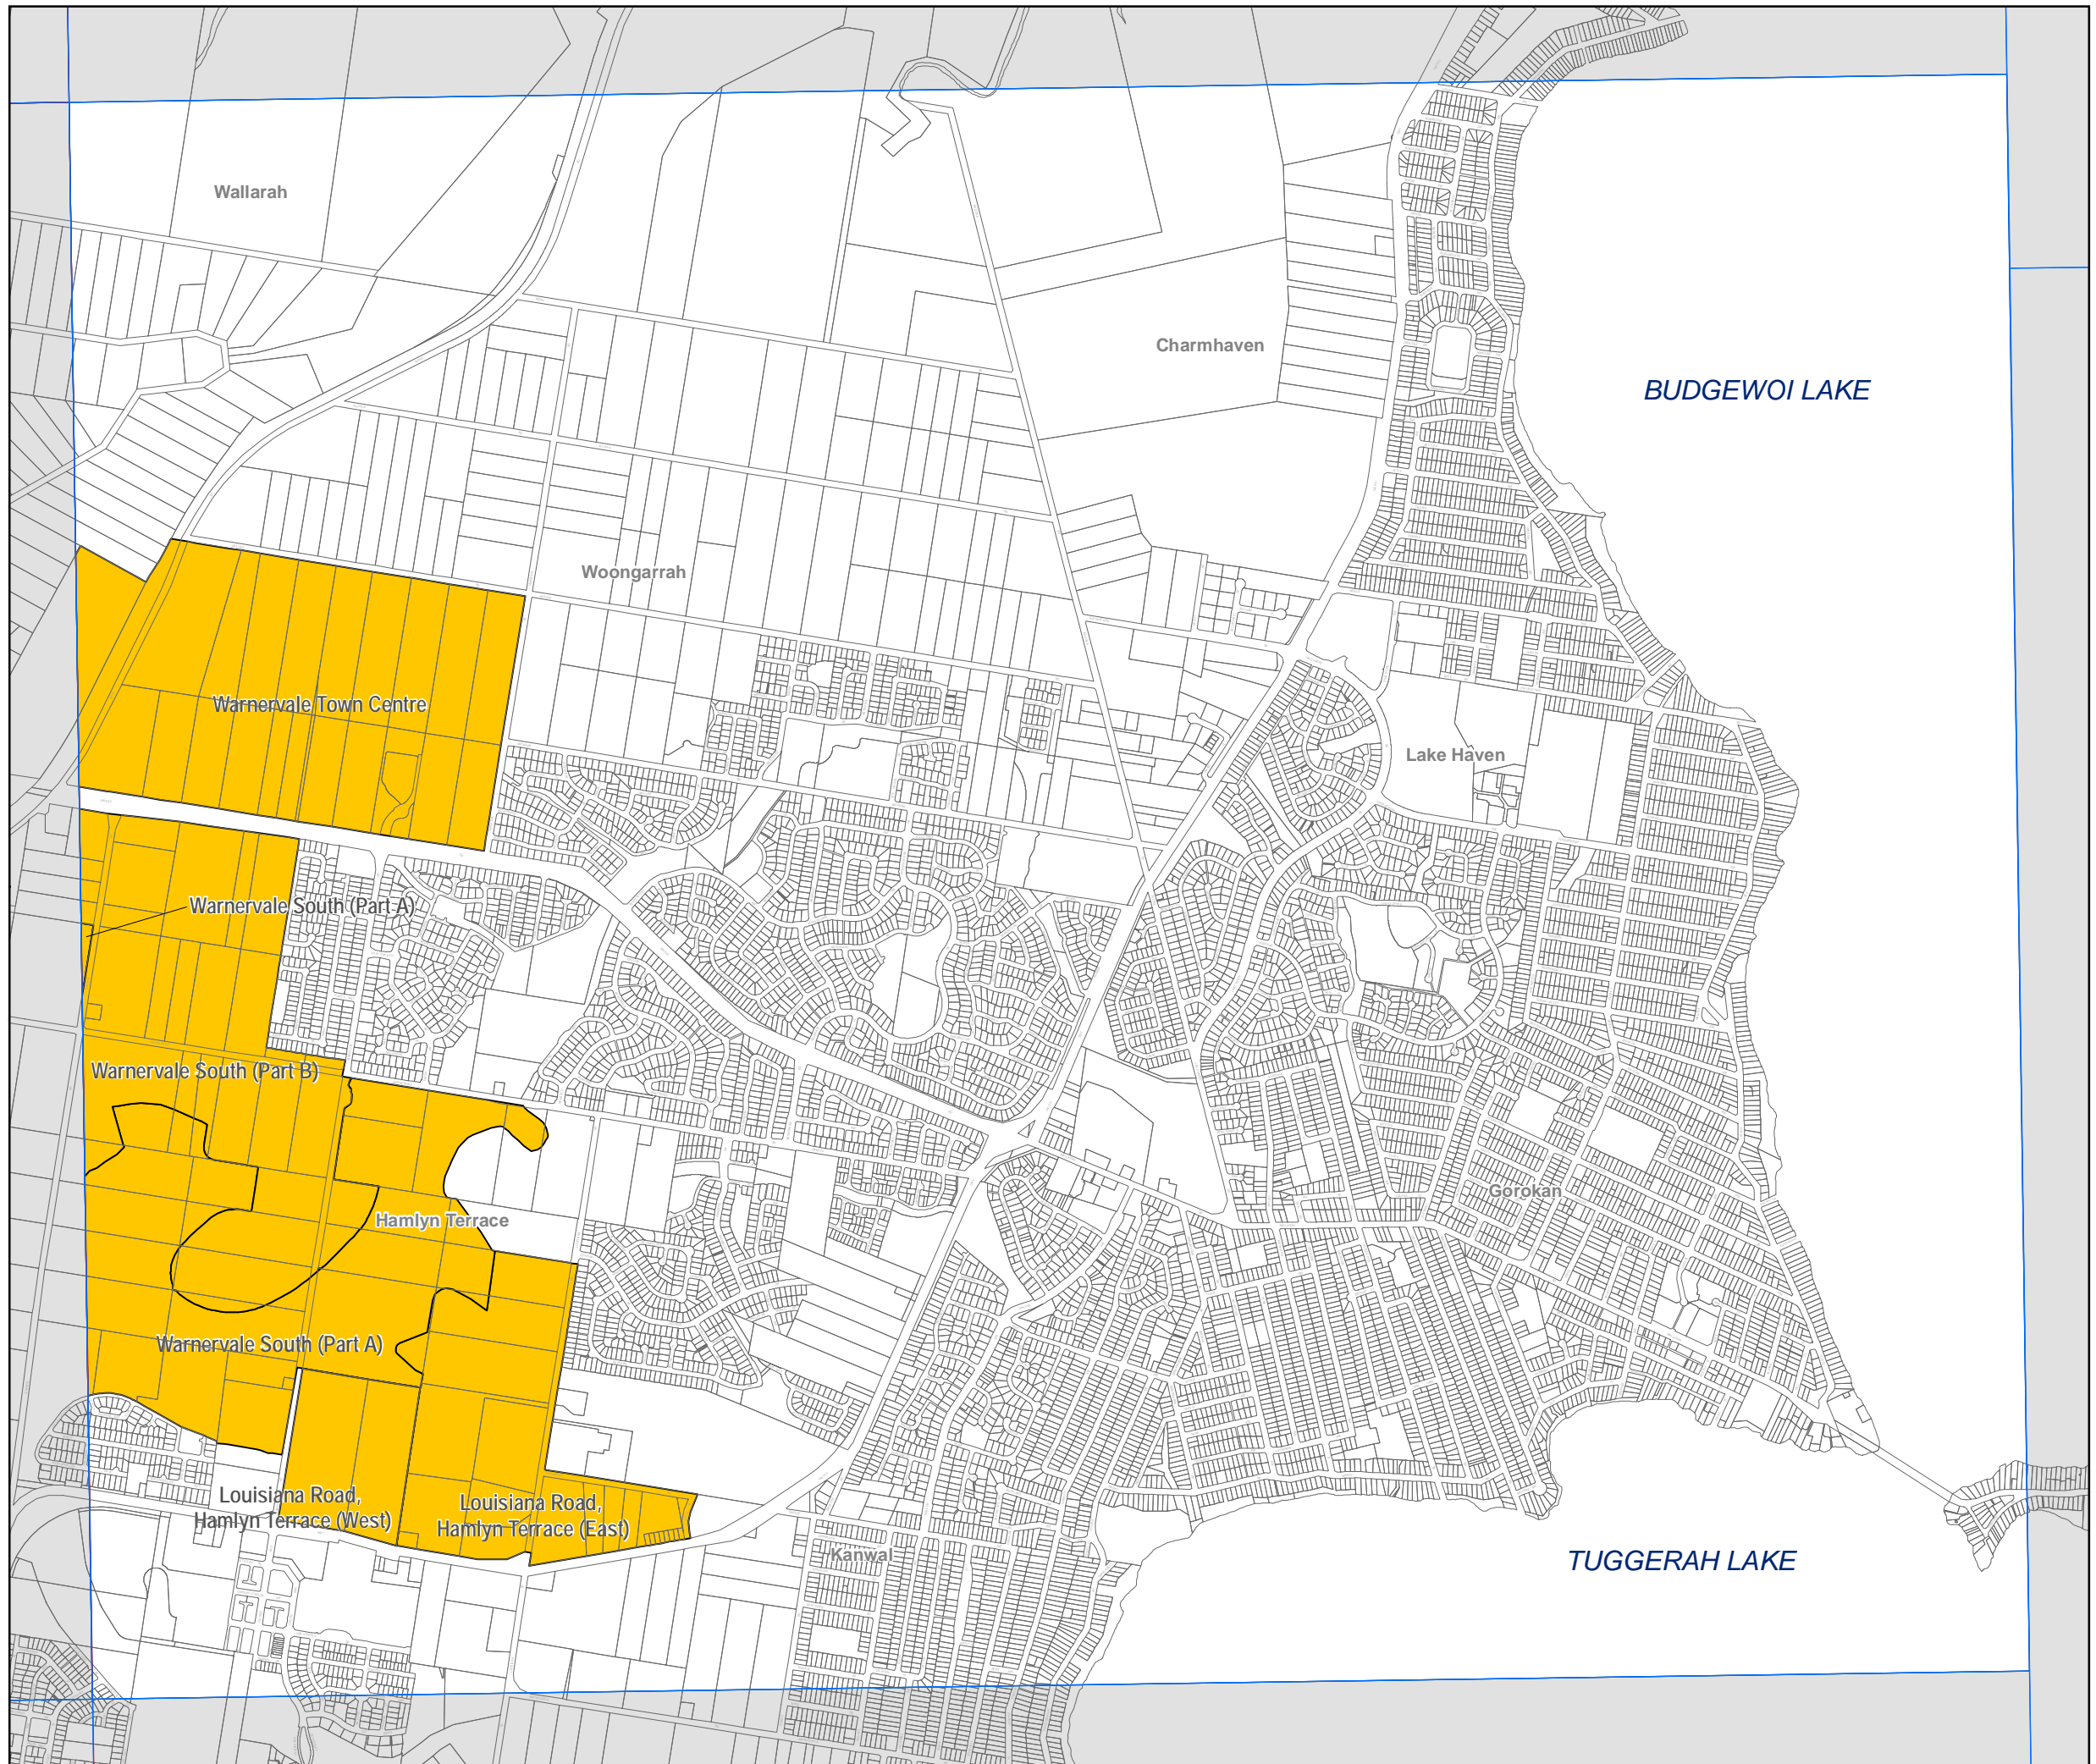 Wallarah
Charmhaven
BUDGEWOI LAKE
Woongarrah
Warnervale Town Centre
Lake Haven
Warnervale South (Part A)
Warnervale South (Part B)
Gorokan
Hamlyn Terrace
Warnervale South (Part A)
Louisiana Road,
Hamlyn Terrace (West)
Louisiana Road,
Hamlyn Terrace (East)
Kanwal
TUGGERAH LAKE